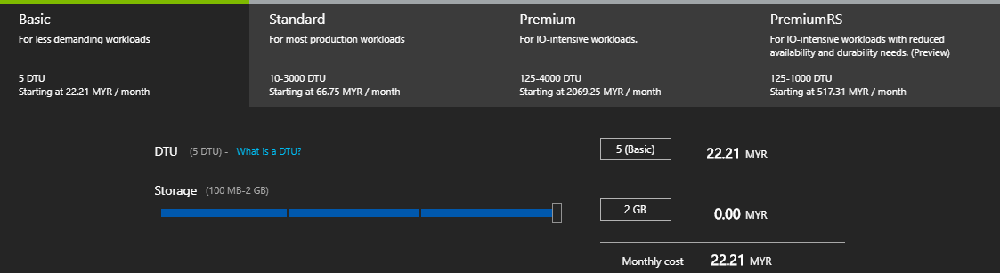 Basic
For less demanding workloads
5 DTU
Starting at 22.21 MYR / month
Standard
For most production workloads
10-3000 DTU
Starting at 66.75 MYR / month
Premium
For IO-intensive workloads.
125-4000 DTU
Starting at 2069.25 MYR / month
PremiumRS
For IO-intensive workloads with reduced
availability and durability needs. (Preview)
125-1000 DTU
Starting at 517.31 MYR / month
DTU (5 DTU) - What is a DTU? 5 (Basic) 22.21 MYR
Storage (100 MB-2 GB)
2 GB 0.00 MYR
Monthly cost 22.21 MYR